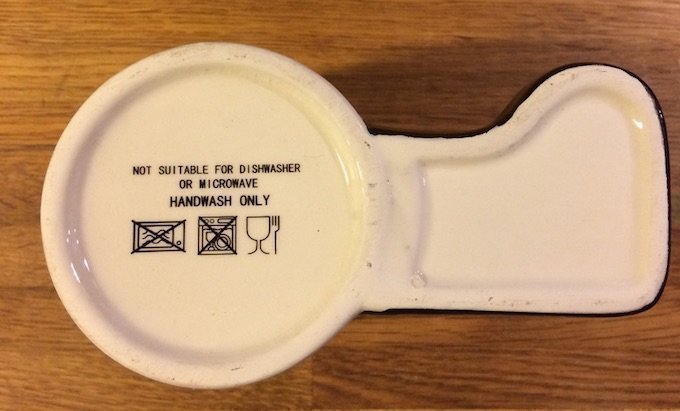 NOT SUITABLE FOR DISHWASHER
OR MICROWAVE
HANDWASH ONLY